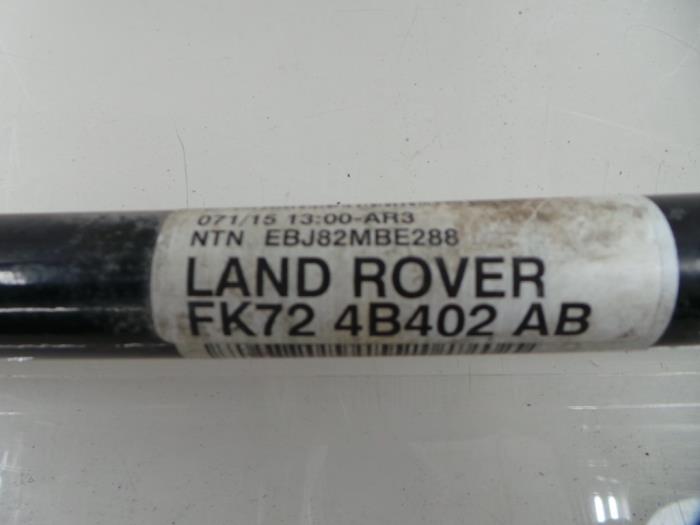 071/15 13:00-AR3
NTN EBJ82MBE288
LAND ROVER
FK72 4B402 AB